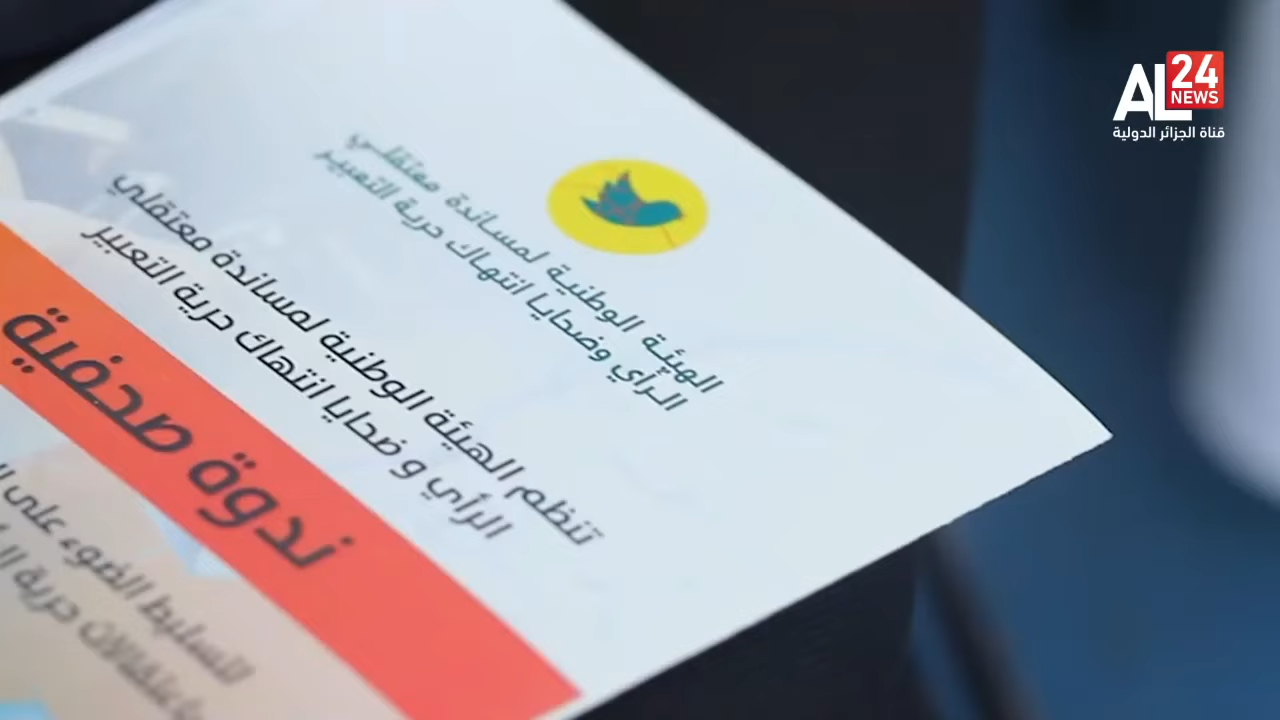 AL
24
NEWS
قناة الجزائر الدولية
الهيئة الوطنية لمساندة معتقلي
الرأي وضحايا انتهاك حرية التعبير
تنظم الهيئة الوطنية لمساندة معتقلي
الرأي و ضحايا انتهاك حرية التعبير
ندوة صحفية
لتسليط الضوء على
حرية